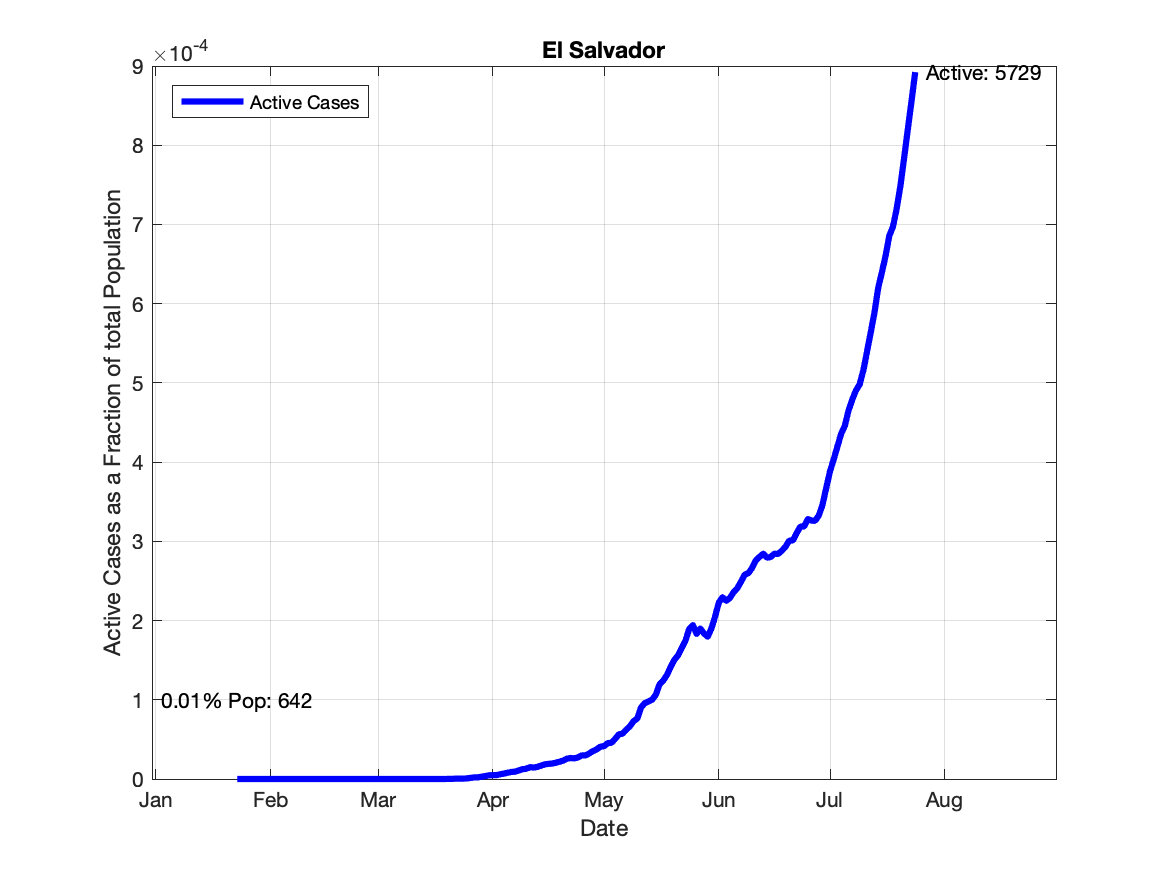 El Salvador
×10-4
9
8
7
6
5
4
3
2
1
0
Active Cases as a Fraction of total Population
Active Cases
Active: 5729
0.01% Pop: 642
Jan Feb Mar Apr May Jun Jul Aug
Date